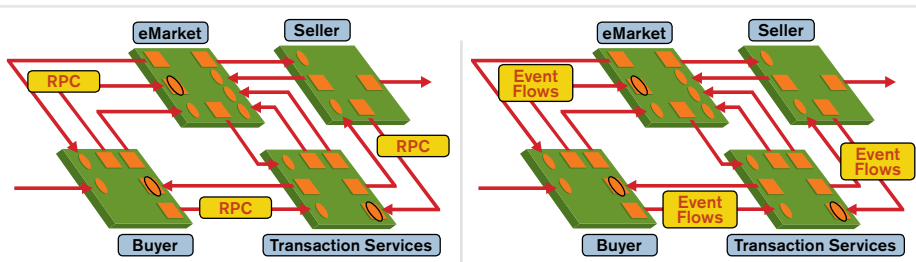 eMarket
Seller
RPC
RPC
RPC
Buyer
Transaction Services
eMarket
Seller
Event
Flows
Event
Flows
Event
Flows
Buyer
Transaction Services